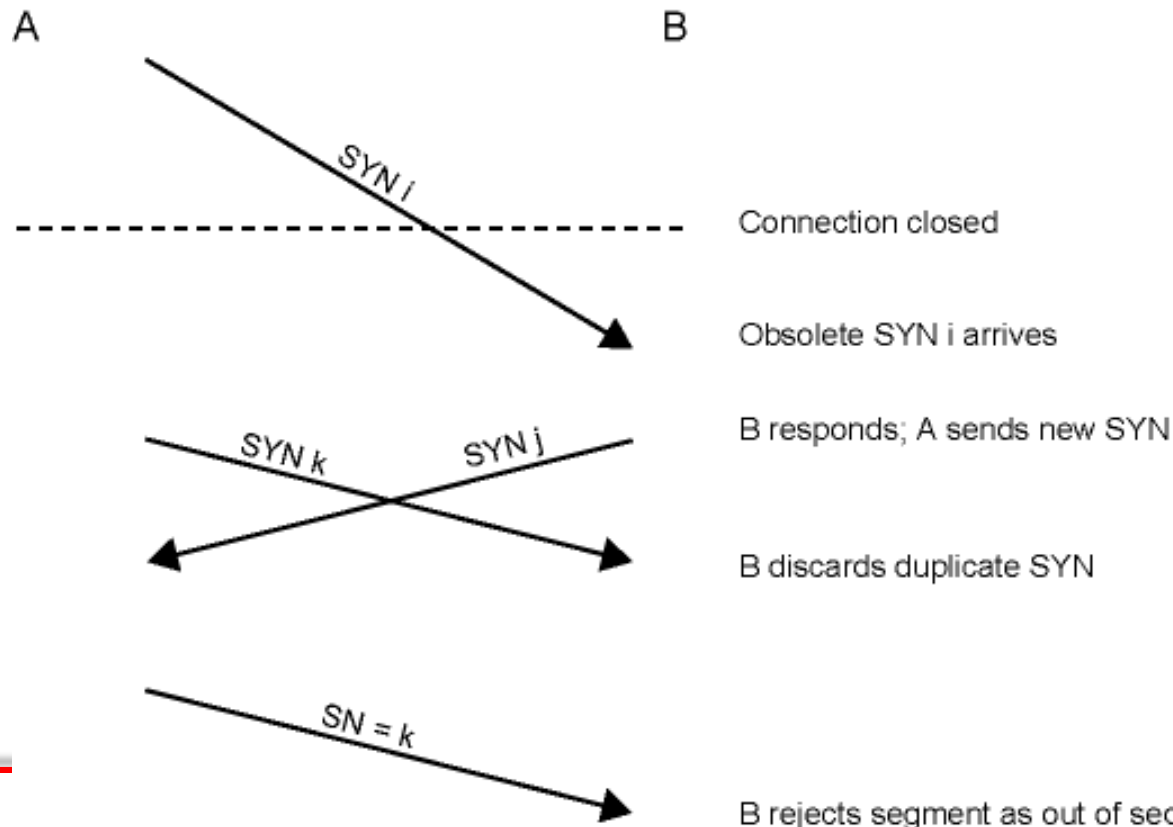 A
B
SYN i
Connection closed
Obsolete SYN i arrives
B responds; A sends new SYN
SYN k
SYN j
B discards duplicate SYN
SN = k
B rejects segment as out of sec